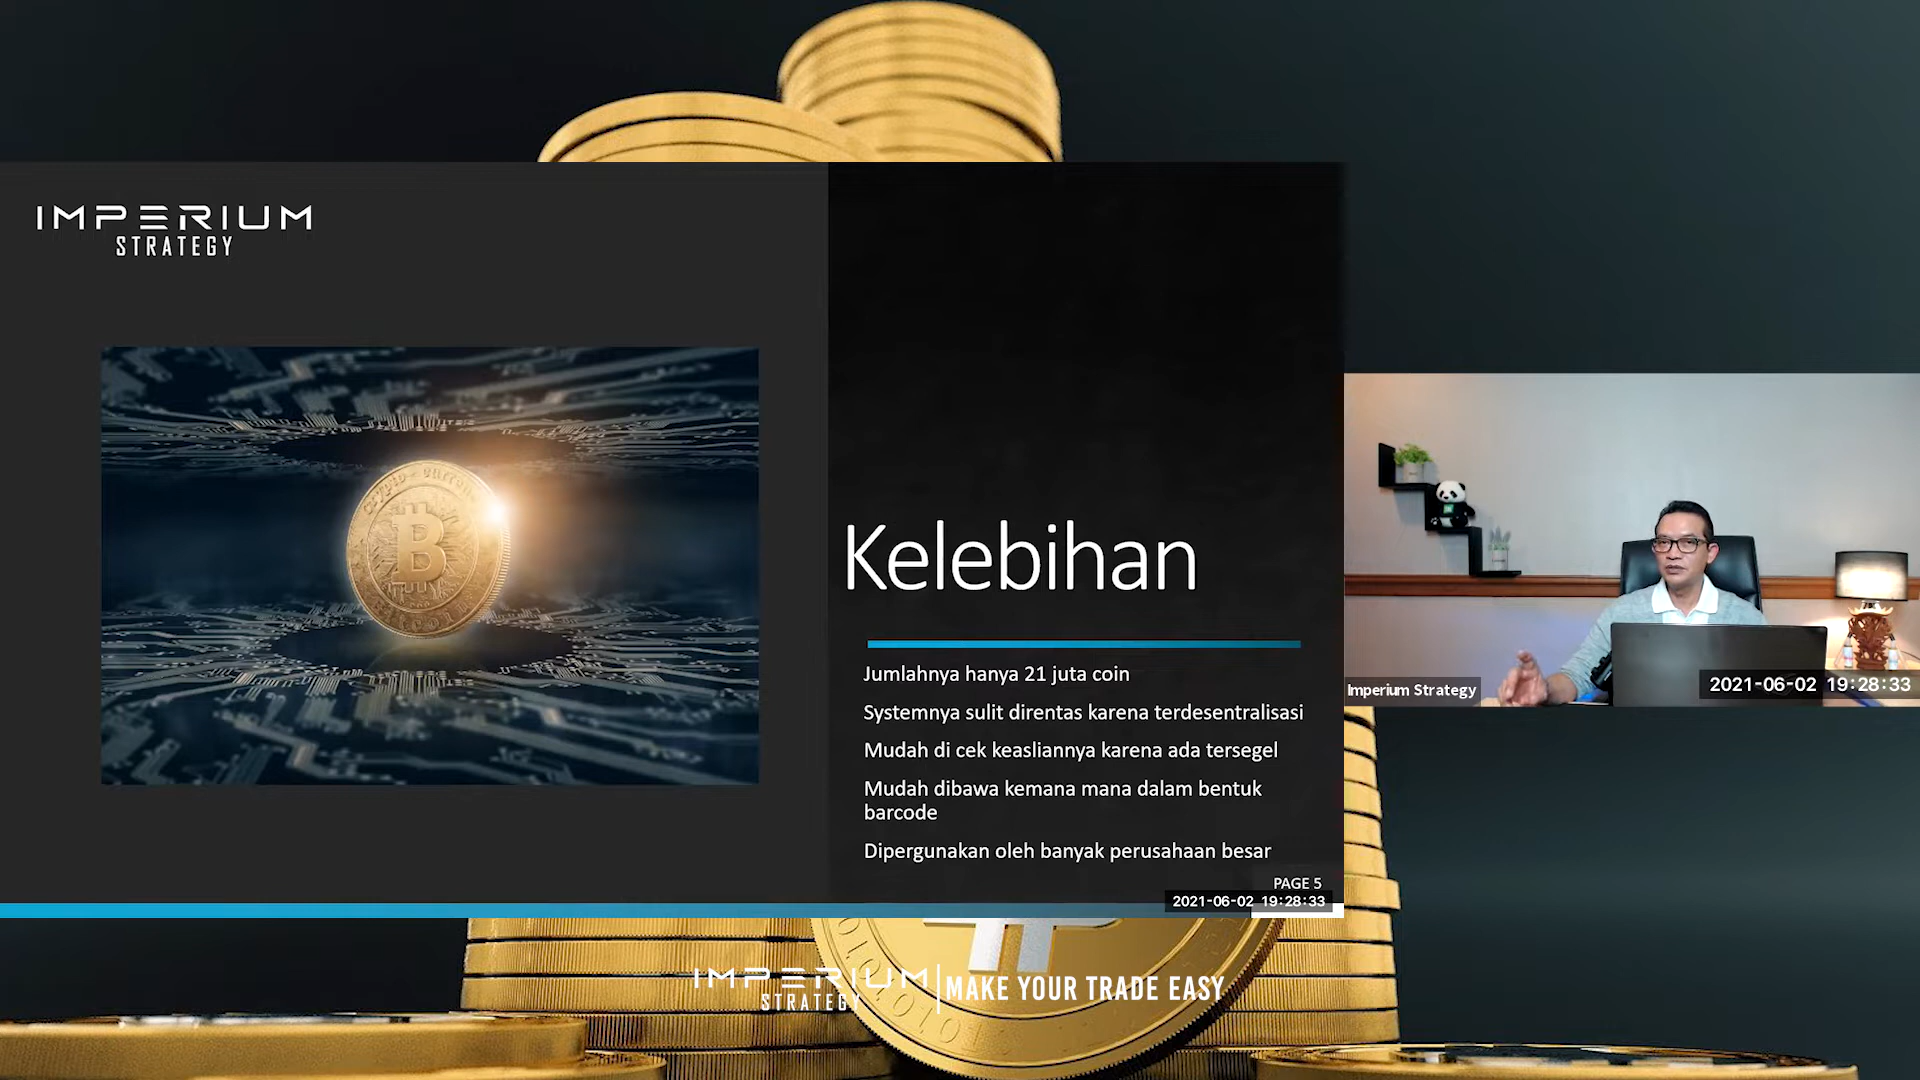 IMPERIUM
STRATEGY
Kelebihan
Jumlahnya hanya 21 juta coin
Systemnya sulit direntas karena terdesentralisasi
Mudah di cek keasliannya karena ada tersegel
Mudah dibawa kemana mana dalam bentuk
barcode
Dipergunakan oleh banyak perusahaan besar
PAGE 5
2021-06-02 19:28:33
Imperium Strategy
2021-06-02 19:28:33
IMPERIUM
STRATEGY
MAKE YOUR TRADE EASY